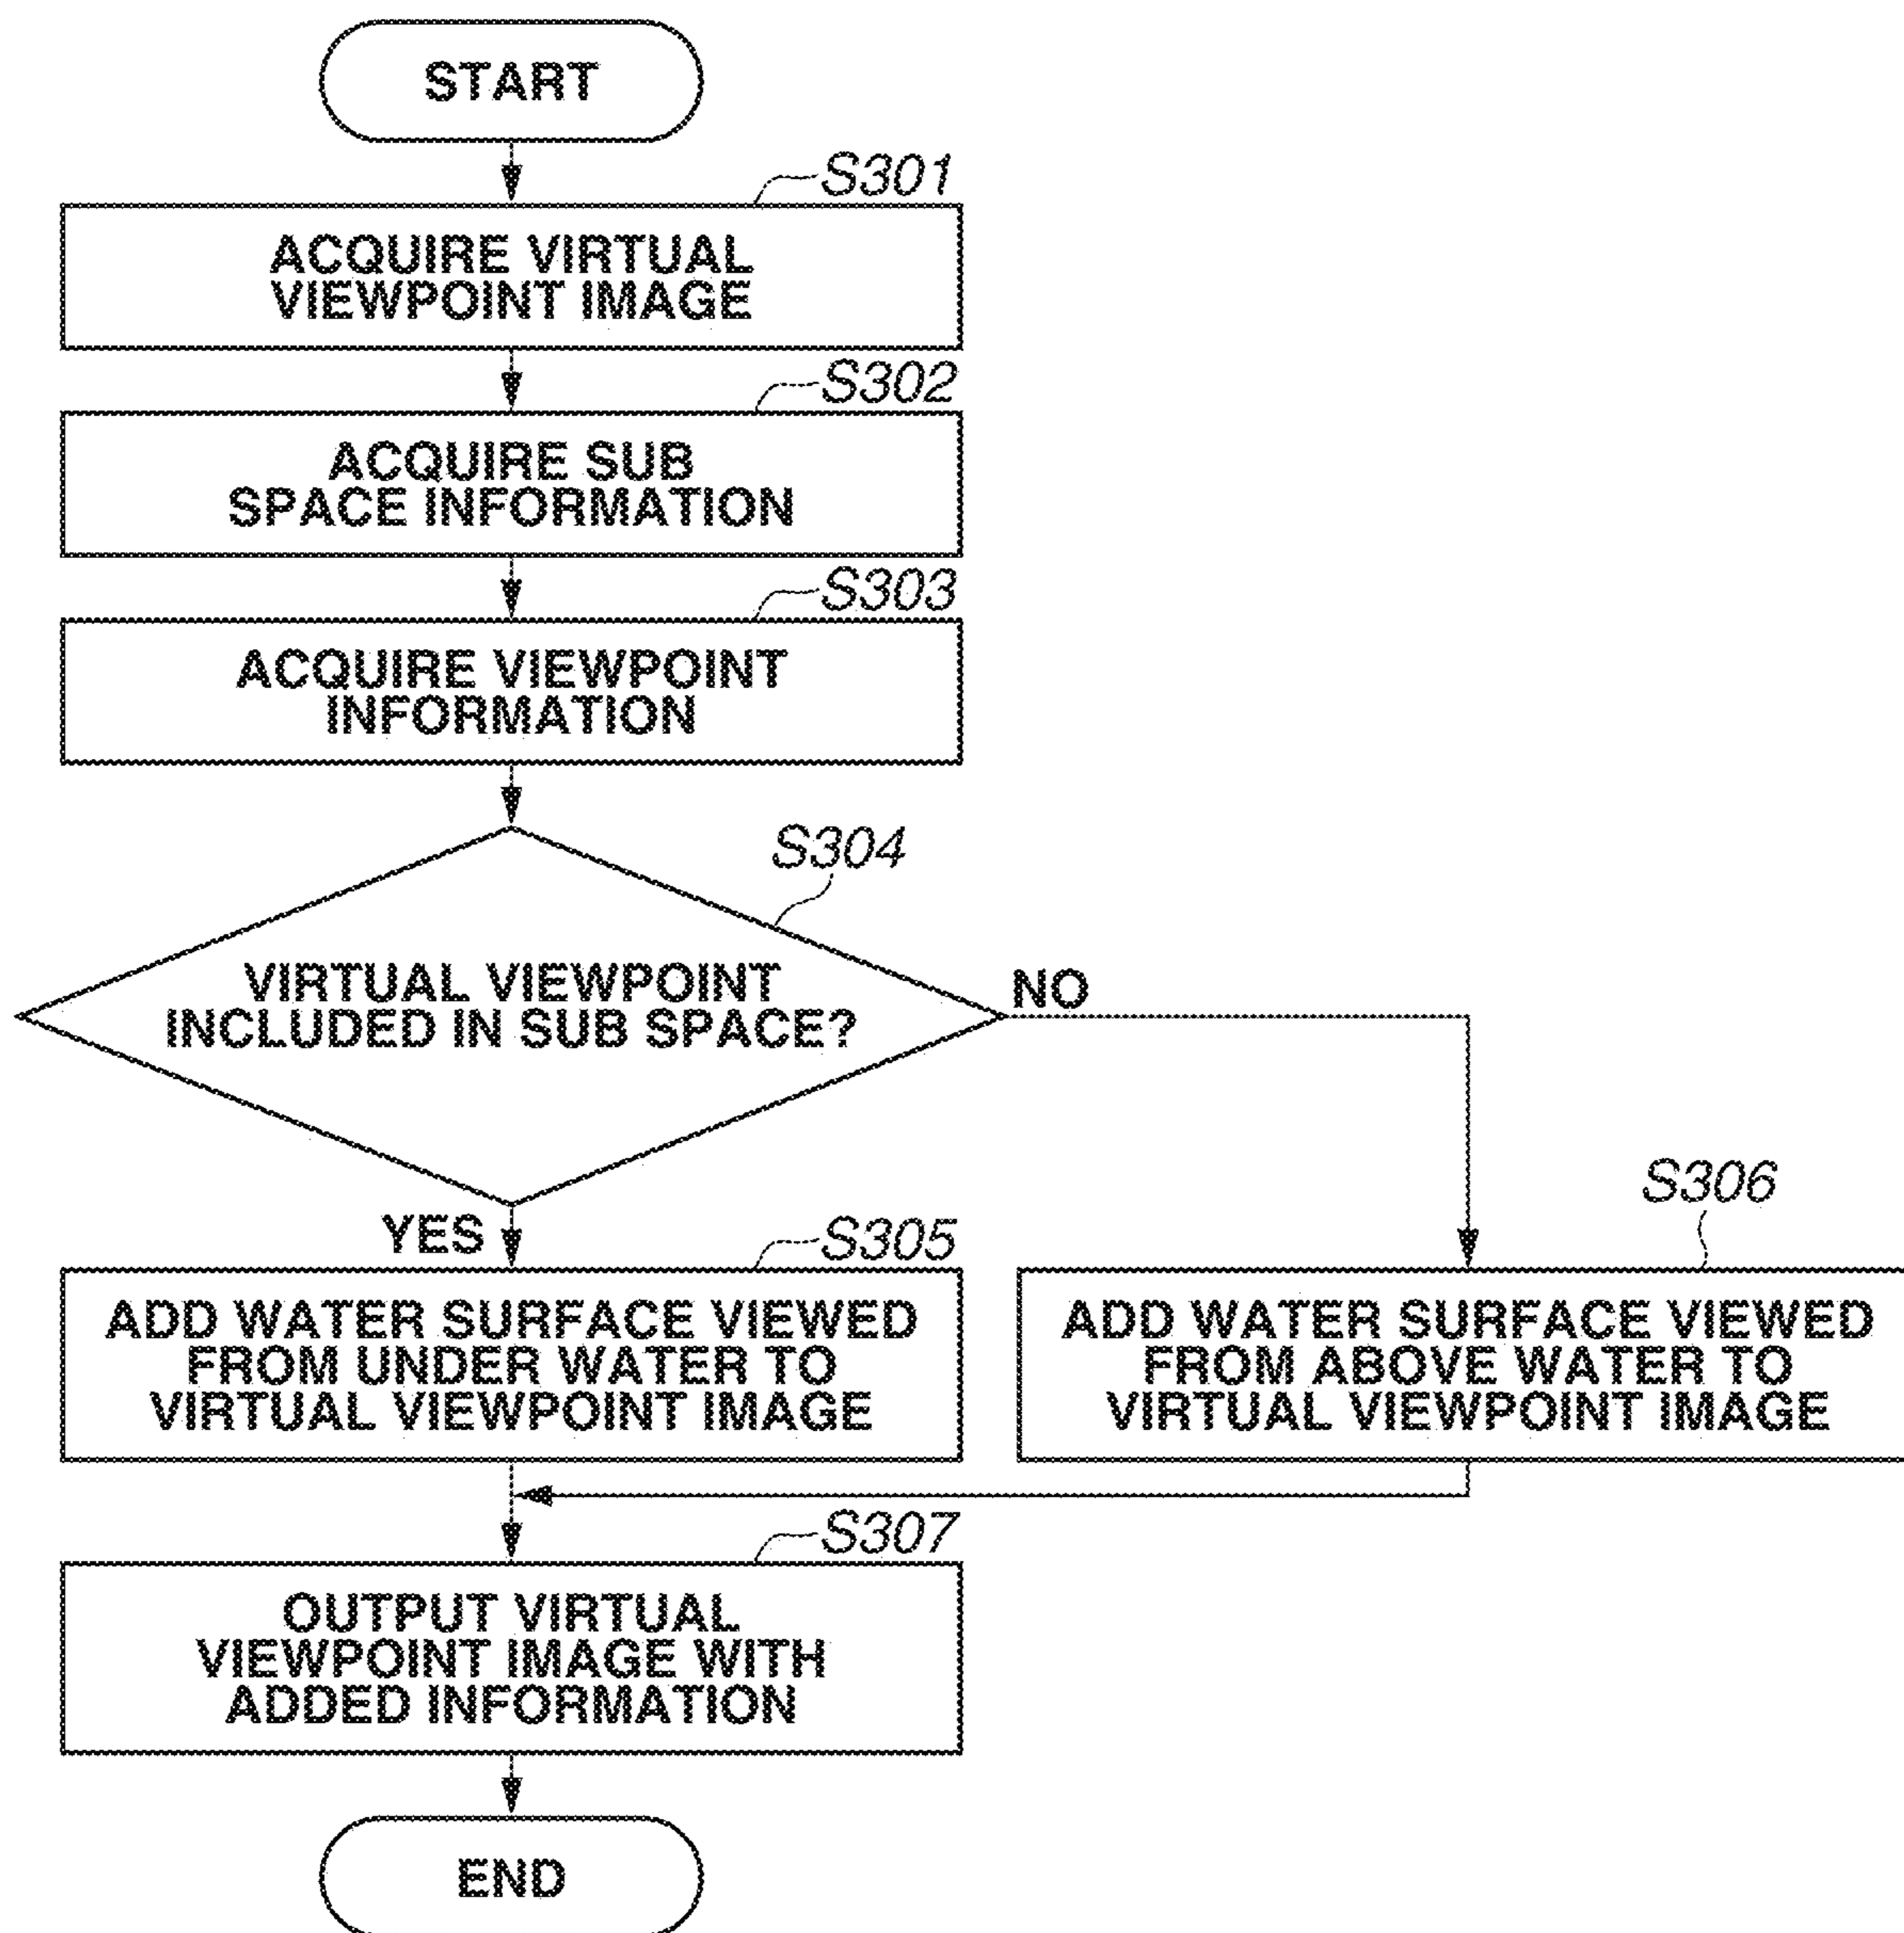 START
S301
ACQUIRE VIRTUAL
VIEWPOINT IMAGE
S302
ACQUIRE SUB
SPACE INFORMATION
S303
ACQUIRE VIEWPOINT
INFORMATION
S304
VIRTUAL VIEWPOINT
INCLUDED IN SUB SPACE?
NO
YES
S305
ADD WATER SURFACE VIEWED
FROM UNDER WATER TO
VIRTUAL VIEWPOINT IMAGE
S306
ADD WATER SURFACE VIEWED
FROM ABOVE WATER TO
VIRTUAL VIEWPOINT IMAGE
S307
OUTPUT VIRTUAL
VIEWPOINT IMAGE WITH
ADDED INFORMATION
END